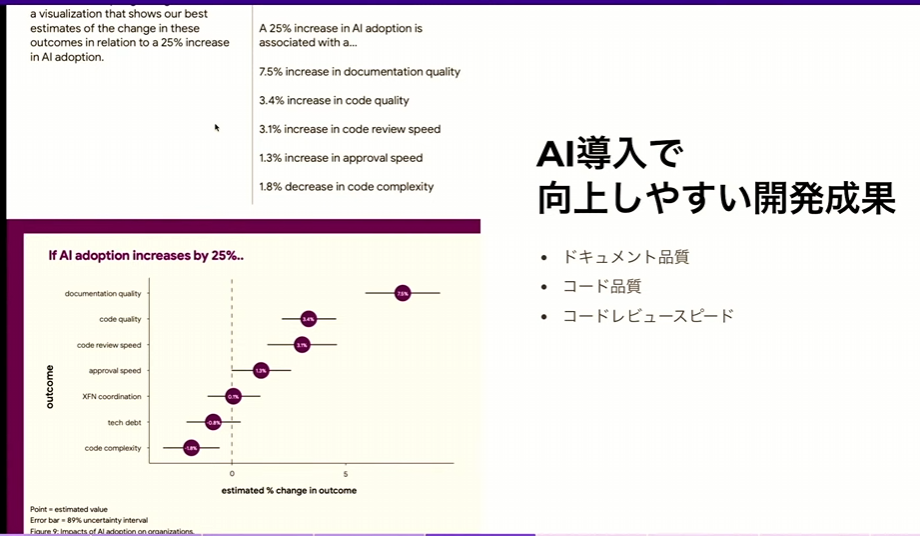 a visualization that shows our best
estimates of the change in these
outcomes in relation to a 25% increase
in AI adoption.
A 25% increase in AI adoption is
associated with a...
7.5% increase in documentation quality
3.4% increase in code quality
3.1% increase in code review speed
1.3% increase in approval speed
1.8% decrease in code complexity
If AI adoption increases by 25%..
outcome
documentation quality
7.5%
code quality
3.4%
code review speed
3.1%
approval speed
1.3%
XFN coordination
0.1%
tech debt
-0.8%
code complexity
-1.8%
0
5
estimated % change in outcome
Point = estimated value
Error bar = 89% uncertainty interval
Figure 9: Impacts of AI adoption on organizations.
AI導入で
向上しやすい開発成果
• ドキュメント品質
• コード品質
• コードレビュースピード